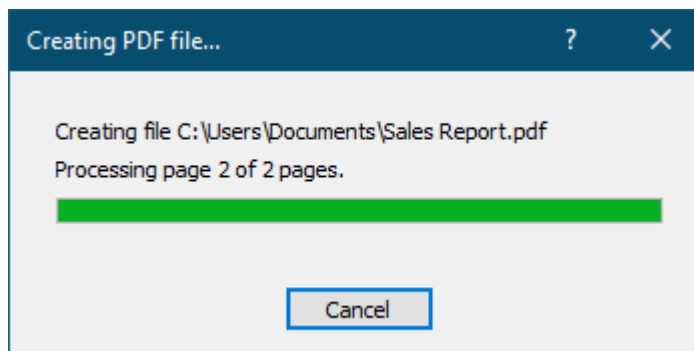 Creating PDF file...
Creating file C:\Users\Documents\Sales Report.pdf
Processing page 2 of 2 pages.
Cancel